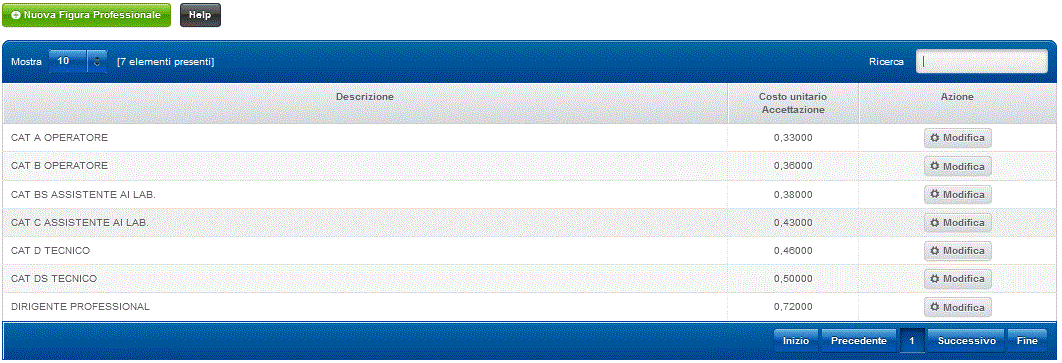 Nuova Figura Professionale Help
Mostra 10 [7 elementi presenti] Ricerca
Descrizione Costo unitario Accettazione Azione
CAT A OPERATORE 0,33000 Modifica
CAT B OPERATORE 0,36000 Modifica
CAT BS ASSISTENTE AI LAB. 0,38000 Modifica
CAT C ASSISTENTE AI LAB. 0,43000 Modifica
CAT D TECNICO 0,46000 Modifica
CAT DS TECNICO 0,50000 Modifica
DIRIGENTE PROFESSIONAL 0,72000 Modifica
Inizio Precedente 1 Successivo Fine